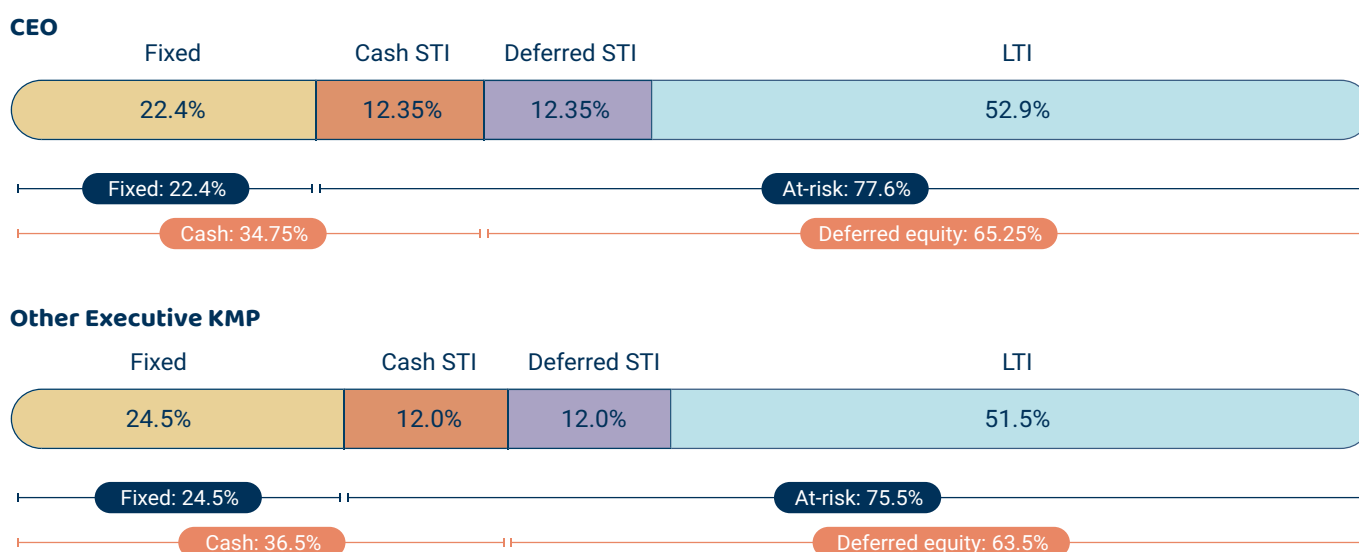 CEO
Fixed Cash STI Deferred STI LTI
22.4% 12.35% 12.35% 52.9%
Fixed: 22.4% At-risk: 77.6%
Cash: 34.75% Deferred equity: 65.25%
Other Executive KMP
Fixed Cash STI Deferred STI LTI
24.5% 12.0% 12.0% 51.5%
Fixed: 24.5% At-risk: 75.5%
Cash: 36.5% Deferred equity: 63.5%